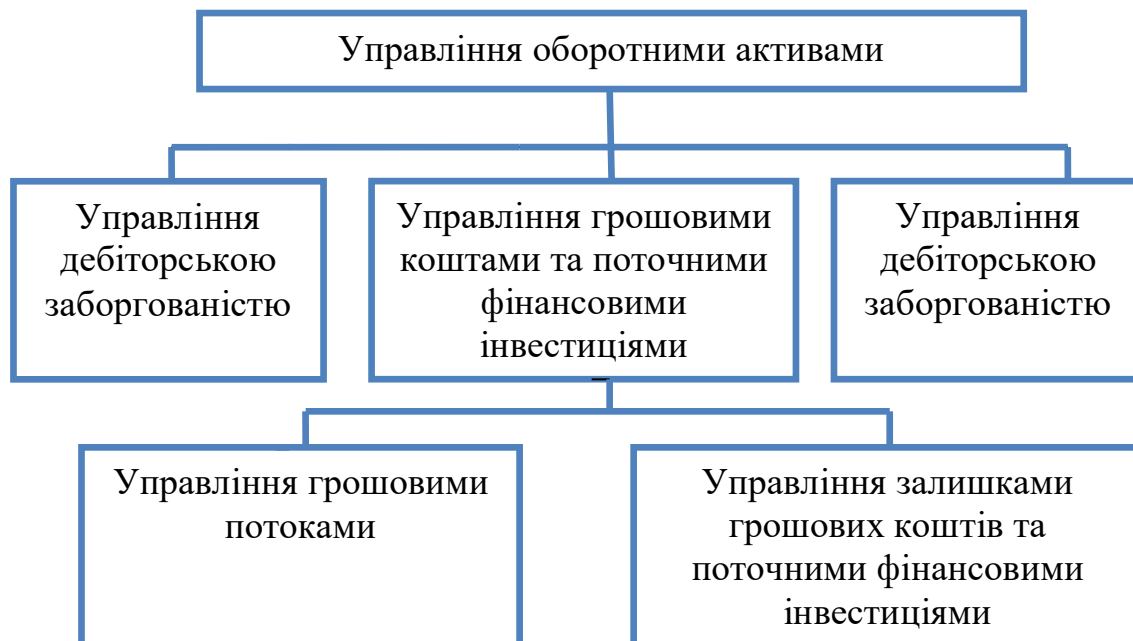 Управління оборотними активами
Управління
дебіторською
заборгованістю
Управління грошовими
коштами та поточними
фінансовими
інвестиціями
Управління
дебіторською
заборгованістю
Управління грошовими
потоками
Управління залишками
грошових коштів та
поточними фінансовими
інвестиціями